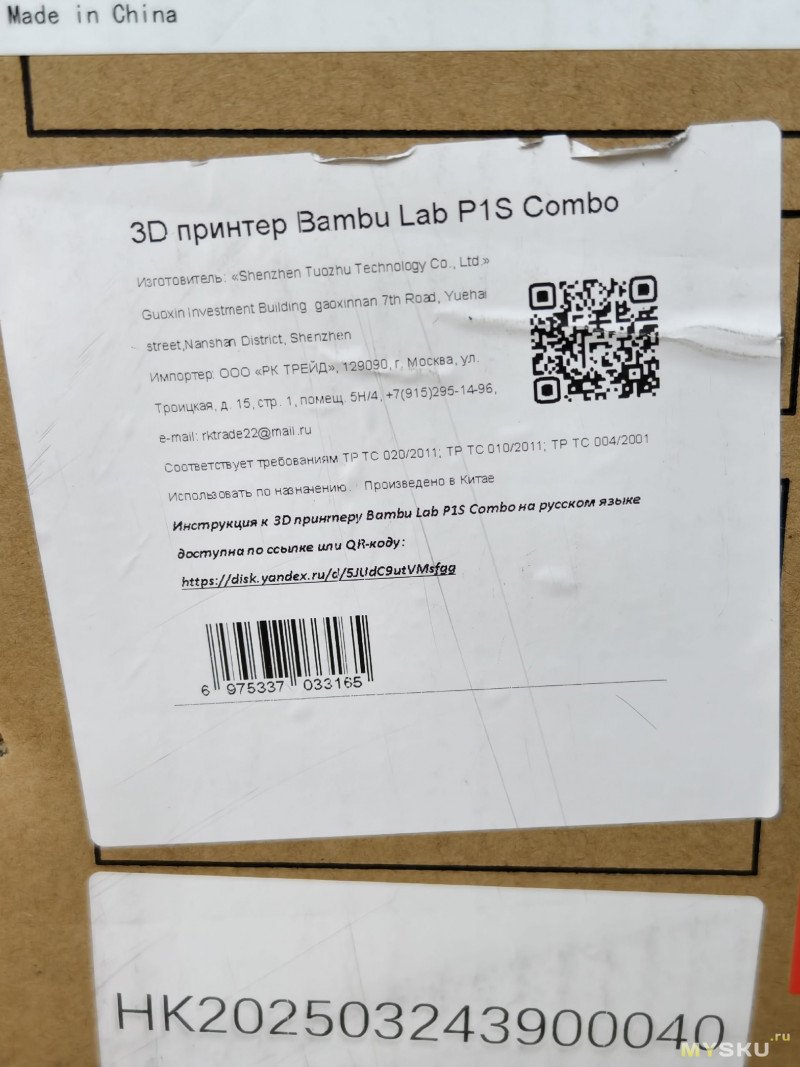 Made in China
3D принтер Bambu Lab P1S Combo
Изготовитель: «Shenzhen Tuozhu Technology Co., Ltd.»
Guoxin Investment Building gaoxinnan 7th Road, Yuehai
street,Nanshan District, Shenzhen
Импортер: ООО «РК ТРЕЙД», 129090, г. Москва, ул.
Троицкая, д. 15, стр. 1, помещ. 5Н/4, +7(915)295-14-96,
e-mail: rktrade22@mail.ru
Соответствует требованиям ТР ТС 020/2011; ТР ТС 010/2011; ТР ТС 004/2001
Использовать по назначению. Произведено в Китае
Инструкция к 3D принтеру Bambu Lab P1S Combo на русском языке
доступна по ссылке или QR-коду:
https://disk.yandex.ru/d/5JUdC9utVMsfgg
6 975337 033165
HK202503243900040
MYSKU.ru